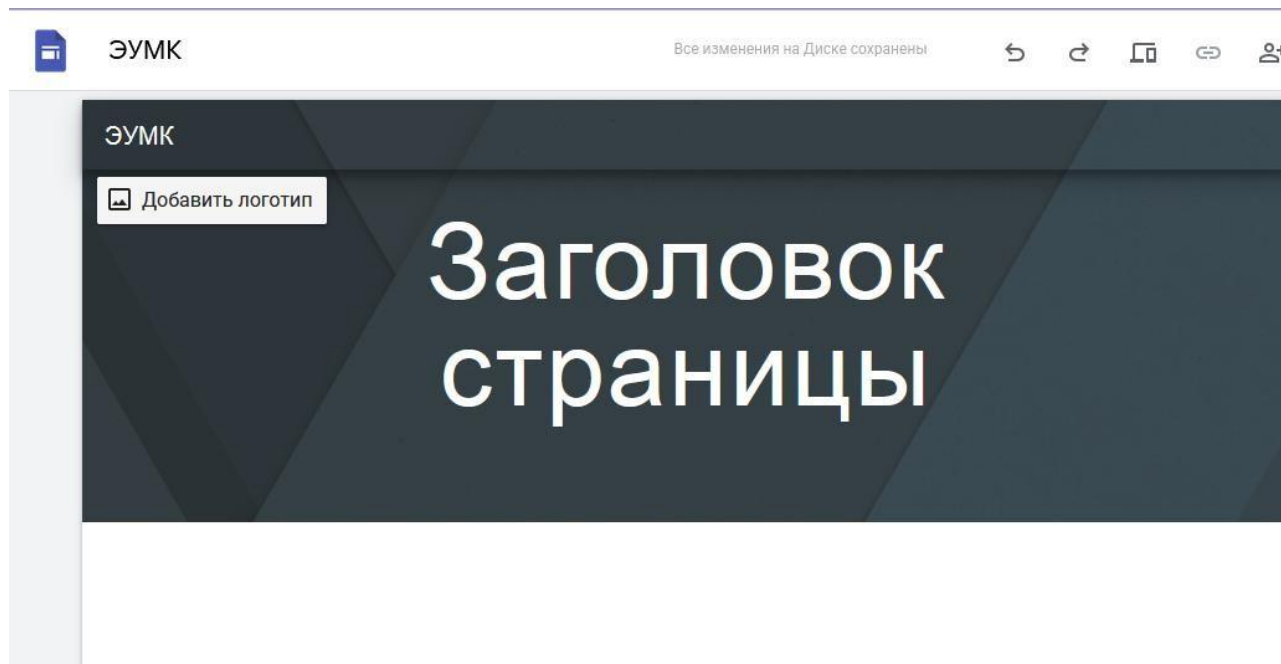 ЭУМК
Все изменения на Диске сохранены
ЭУМК
Добавить логотип
Заголовок
страницы